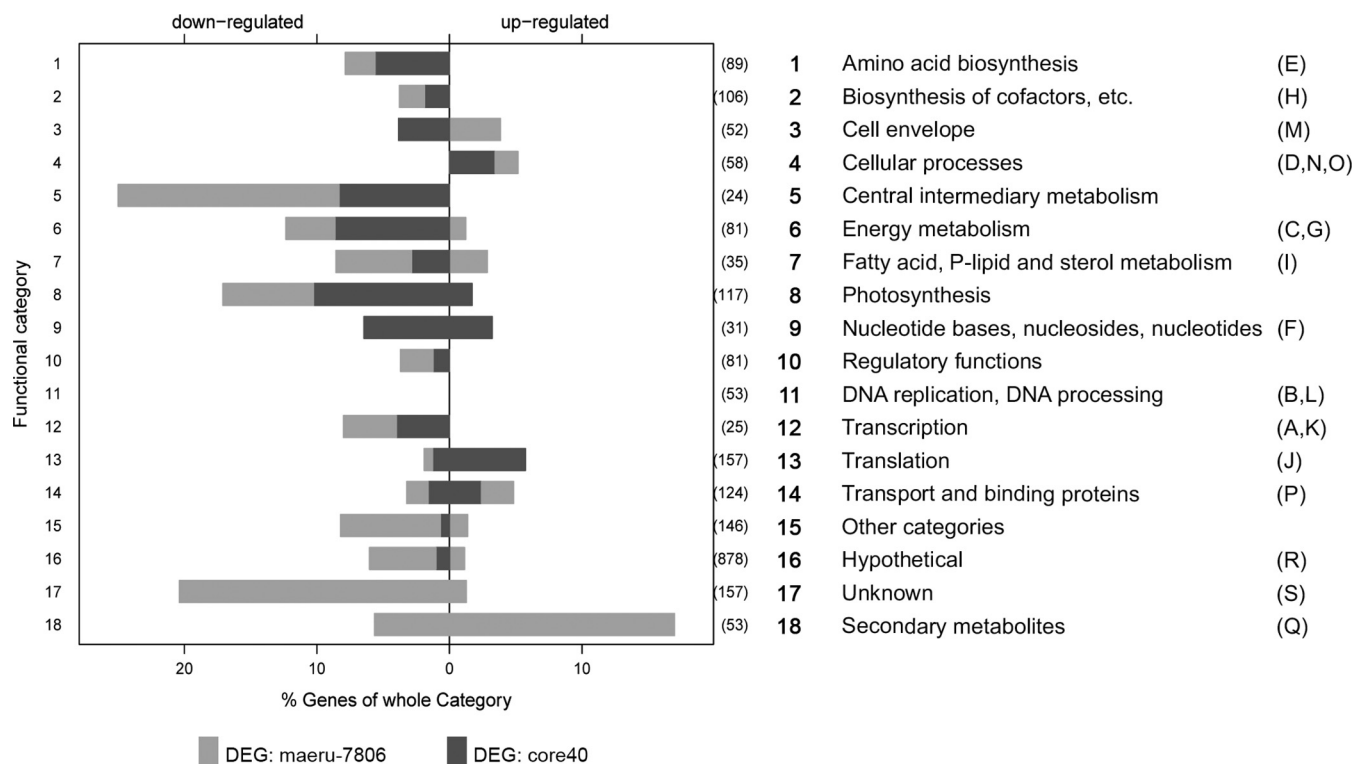 down−regulated up−regulated
Functional category
1 (89) 1 Amino acid biosynthesis (E)
2 (106) 2 Biosynthesis of cofactors, etc. (H)
3 (52) 3 Cell envelope (M)
4 (58) 4 Cellular processes (D,N,O)
5 (24) 5 Central intermediary metabolism
6 (81) 6 Energy metabolism (C,G)
7 (35) 7 Fatty acid, P-lipid and sterol metabolism (I)
8 (117) 8 Photosynthesis
9 (31) 9 Nucleotide bases, nucleosides, nucleotides (F)
10 (81) 10 Regulatory functions
11 (53) 11 DNA replication, DNA processing (B,L)
12 (25) 12 Transcription (A,K)
13 (157) 13 Translation (J)
14 (124) 14 Transport and binding proteins (P)
15 (146) 15 Other categories
16 (878) 16 Hypothetical (R)
17 (157) 17 Unknown (S)
18 (53) 18 Secondary metabolites (Q)
20 10 0 10
% Genes of whole Category
DEG: maeru-7806 DEG: core40